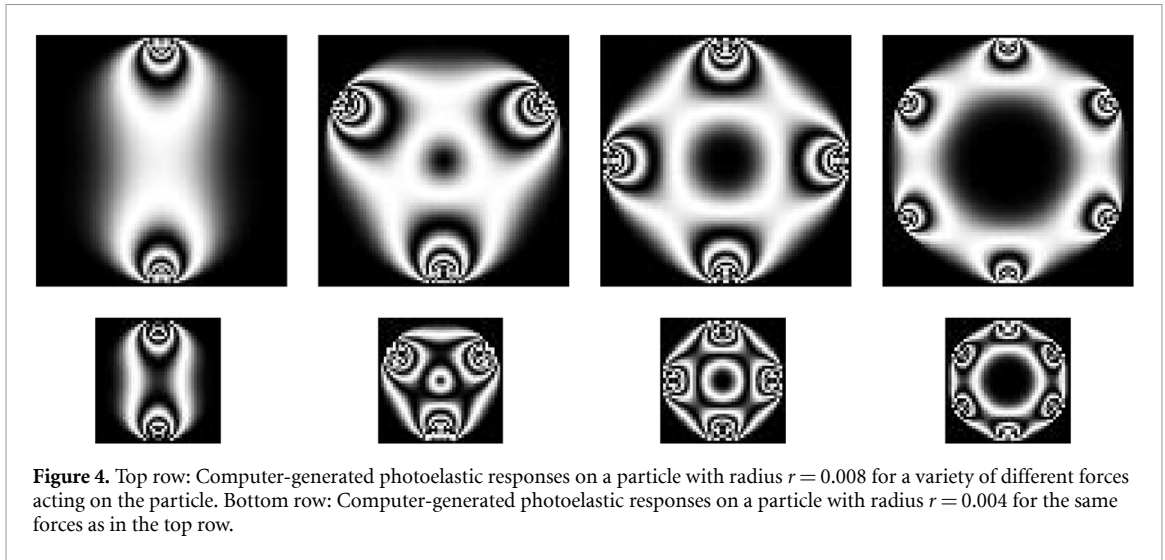 Figure 4. Top row: Computer-generated photoelastic responses on a particle with radius r = 0.008 for a variety of different forces
acting on the particle. Bottom row: Computer-generated photoelastic responses on a particle with radius r = 0.004 for the same
forces as in the top row.